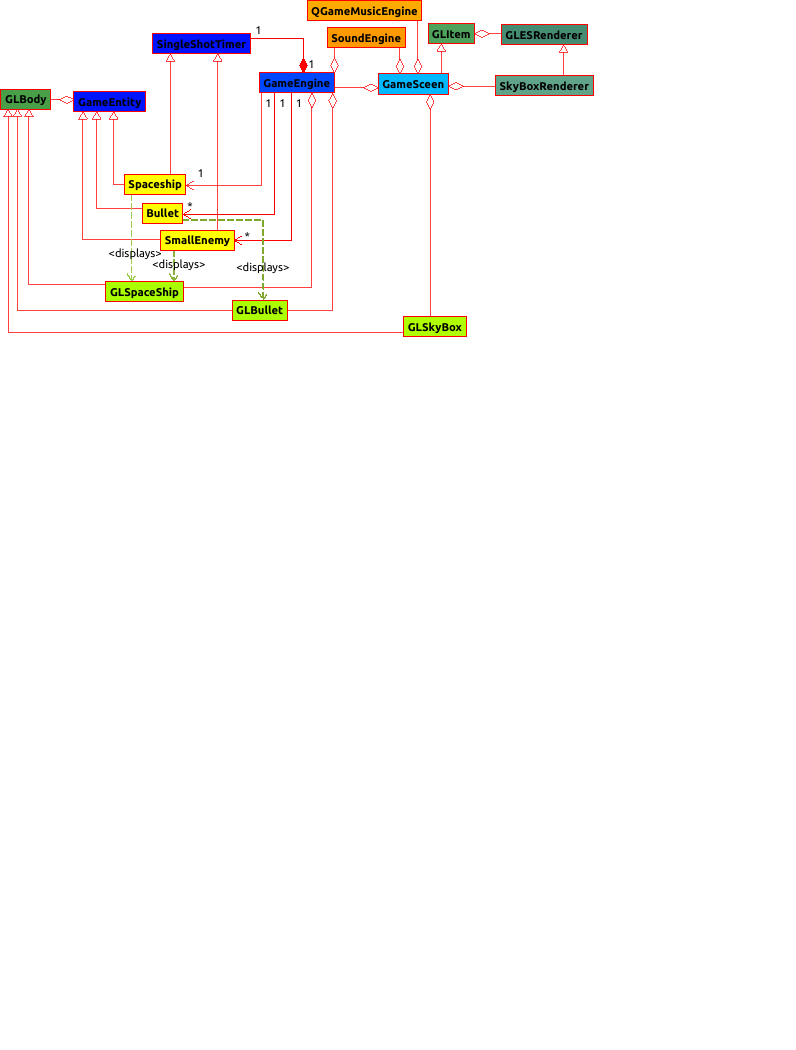 QGameMusicEngine
1
SoundEngine
GLItem
GLESRenderer
SingleShotTimer
1
GameEngine
GameSceen
SkyBoxRenderer
GLBody
GameEntity
1
1
1
1
Spaceship
*
Bullet
*
SmallEnemy
<displays>
<displays>
<displays>
GLSpaceShip
GLBullet
GLSkyBox